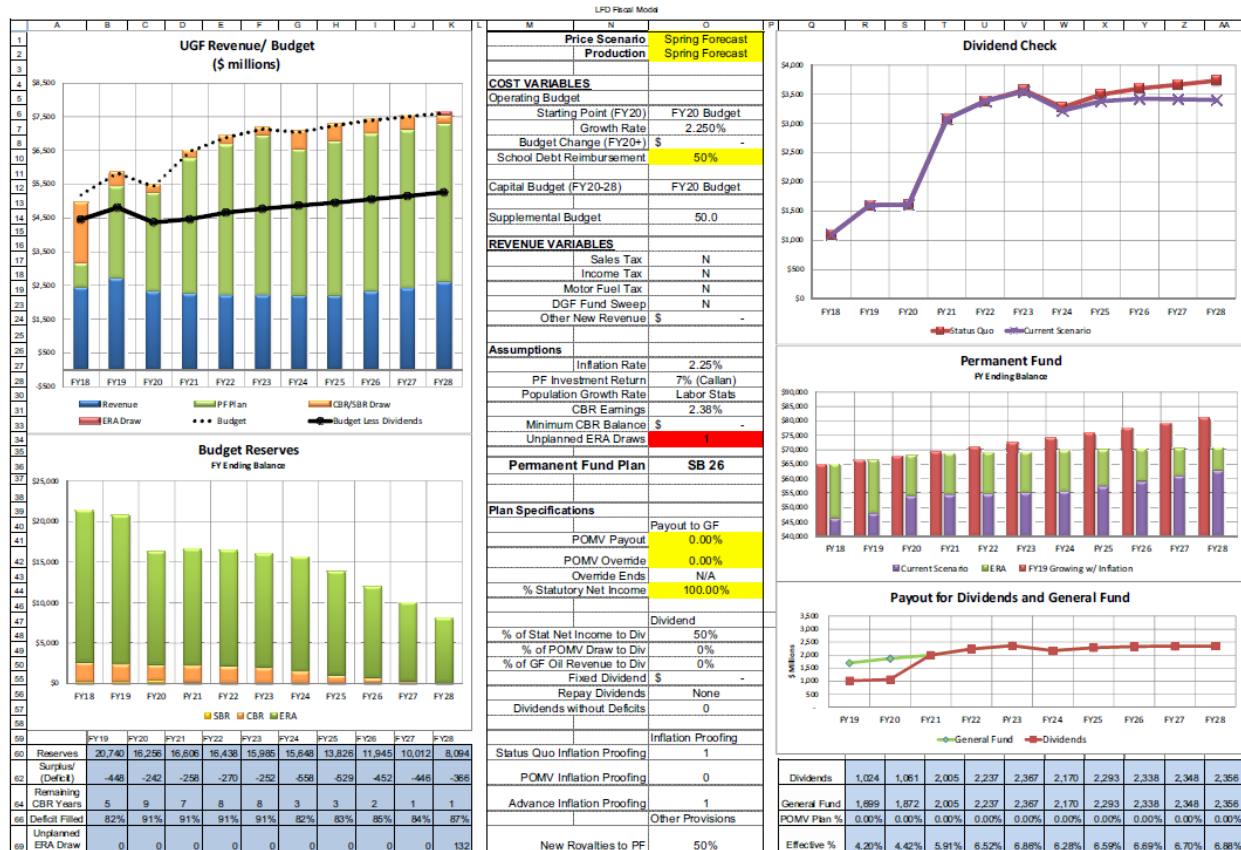 LFD Fiscal Model
A B C D E F G H I J K L M N O P Q R S T U V W X Y Z AA
UGF Revenue/ Budget
($ millions)
$8,500
$7,500
$6,500
$5,500
$4,500
$3,500
$2,500
$1,500
$500
-$500
FY18 FY19 FY20 FY21 FY22 FY23 FY24 FY25 FY26 FY27 FY28
Revenue PF Plan CBR/SBR Draw
ERA Draw Budget Budget Less Dividends
Budget Reserves
FY Ending Balance
$25,000
$20,000
$15,000
$10,000
$5,000
$0
FY18 FY19 FY20 FY21 FY22 FY23 FY24 FY25 FY26 FY27 FY28
SBR CBR ERA
FY19 FY20 FY21 FY22 FY23 FY24 FY25 FY26 FY27 FY28
Reserves 20,740 16,256 16,606 16,438 15,985 15,648 13,826 11,945 10,012 8,094
Surplus/
(Deficit) -448 -242 -258 -270 -252 -558 -529 -452 -446 -366
Remaining
CBR Years 5 9 7 8 8 3 3 2 1 1
Deficit Filled 82% 91% 91% 91% 91% 82% 83% 85% 84% 87%
Unplanned
ERA Draw 0 0 0 0 0 0 0 0 0 132
Price Scenario Spring Forecast
Production Spring Forecast
COST VARIABLES
Operating Budget
Starting Point (FY20) FY20 Budget
Growth Rate 2.250%
Budget Change (FY20+) $ -
School Debt Reimbursement 50%
Capital Budget (FY20-28) FY20 Budget
Supplemental Budget 50.0
REVENUE VARIABLES
Sales Tax N
Income Tax N
Motor Fuel Tax N
DGF Fund Sweep N
Other New Revenue $ -
Assumptions
Inflation Rate 2.25%
PF Investment Return 7% (Callan)
Population Growth Rate Labor Stats
CBR Earnings 2.38%
Minimum CBR Balance $ -
Unplanned ERA Draws 1
Permanent Fund Plan SB 26
Plan Specifications
Payout to GF
POMV Payout 0.00%
POMV Override 0.00%
Override Ends N/A
% Statutory Net Income 100.00%
Dividend
% of Stat Net Income to Div 50%
% of POMV Draw to Div 0%
% of GF Oil Revenue to Div 0%
Fixed Dividend $ -
Repay Dividends None
Dividends without Deficits 0
Inflation Proofing
Status Quo Inflation Proofing 1
POMV Inflation Proofing 0
Advance Inflation Proofing 1
Other Provisions
New Royalties to PF 50%
Dividend Check
$4,000
$3,500
$3,000
$2,500
$2,000
$1,500
$1,000
$500
$0
FY18 FY19 FY20 FY21 FY22 FY23 FY24 FY25 FY26 FY27 FY28
Status Quo Current Scenario
Permanent Fund
FY Ending Balance
$90,000
$85,000
$80,000
$75,000
$70,000
$65,000
$60,000
$55,000
$50,000
$45,000
$40,000
FY18 FY19 FY20 FY21 FY22 FY23 FY24 FY25 FY26 FY27 FY28
Current Scenario ERA FY19 Growing w/ Inflation
Payout for Dividends and General Fund
$ Millions
3,500
3,000
2,500
2,000
1,500
1,000
500
-
FY19 FY20 FY21 FY22 FY23 FY24 FY25 FY26 FY27 FY28
General Fund Dividends
Dividends 1,024 1,061 2,005 2,237 2,367 2,170 2,293 2,338 2,348 2,356
General Fund 1,699 1,872 2,005 2,237 2,367 2,170 2,293 2,338 2,348 2,356
POMV Plan % 0.00% 0.00% 0.00% 0.00% 0.00% 0.00% 0.00% 0.00% 0.00% 0.00%
Effective % 4.20% 4.42% 5.91% 6.52% 6.86% 6.28% 6.59% 6.69% 6.70% 6.88%